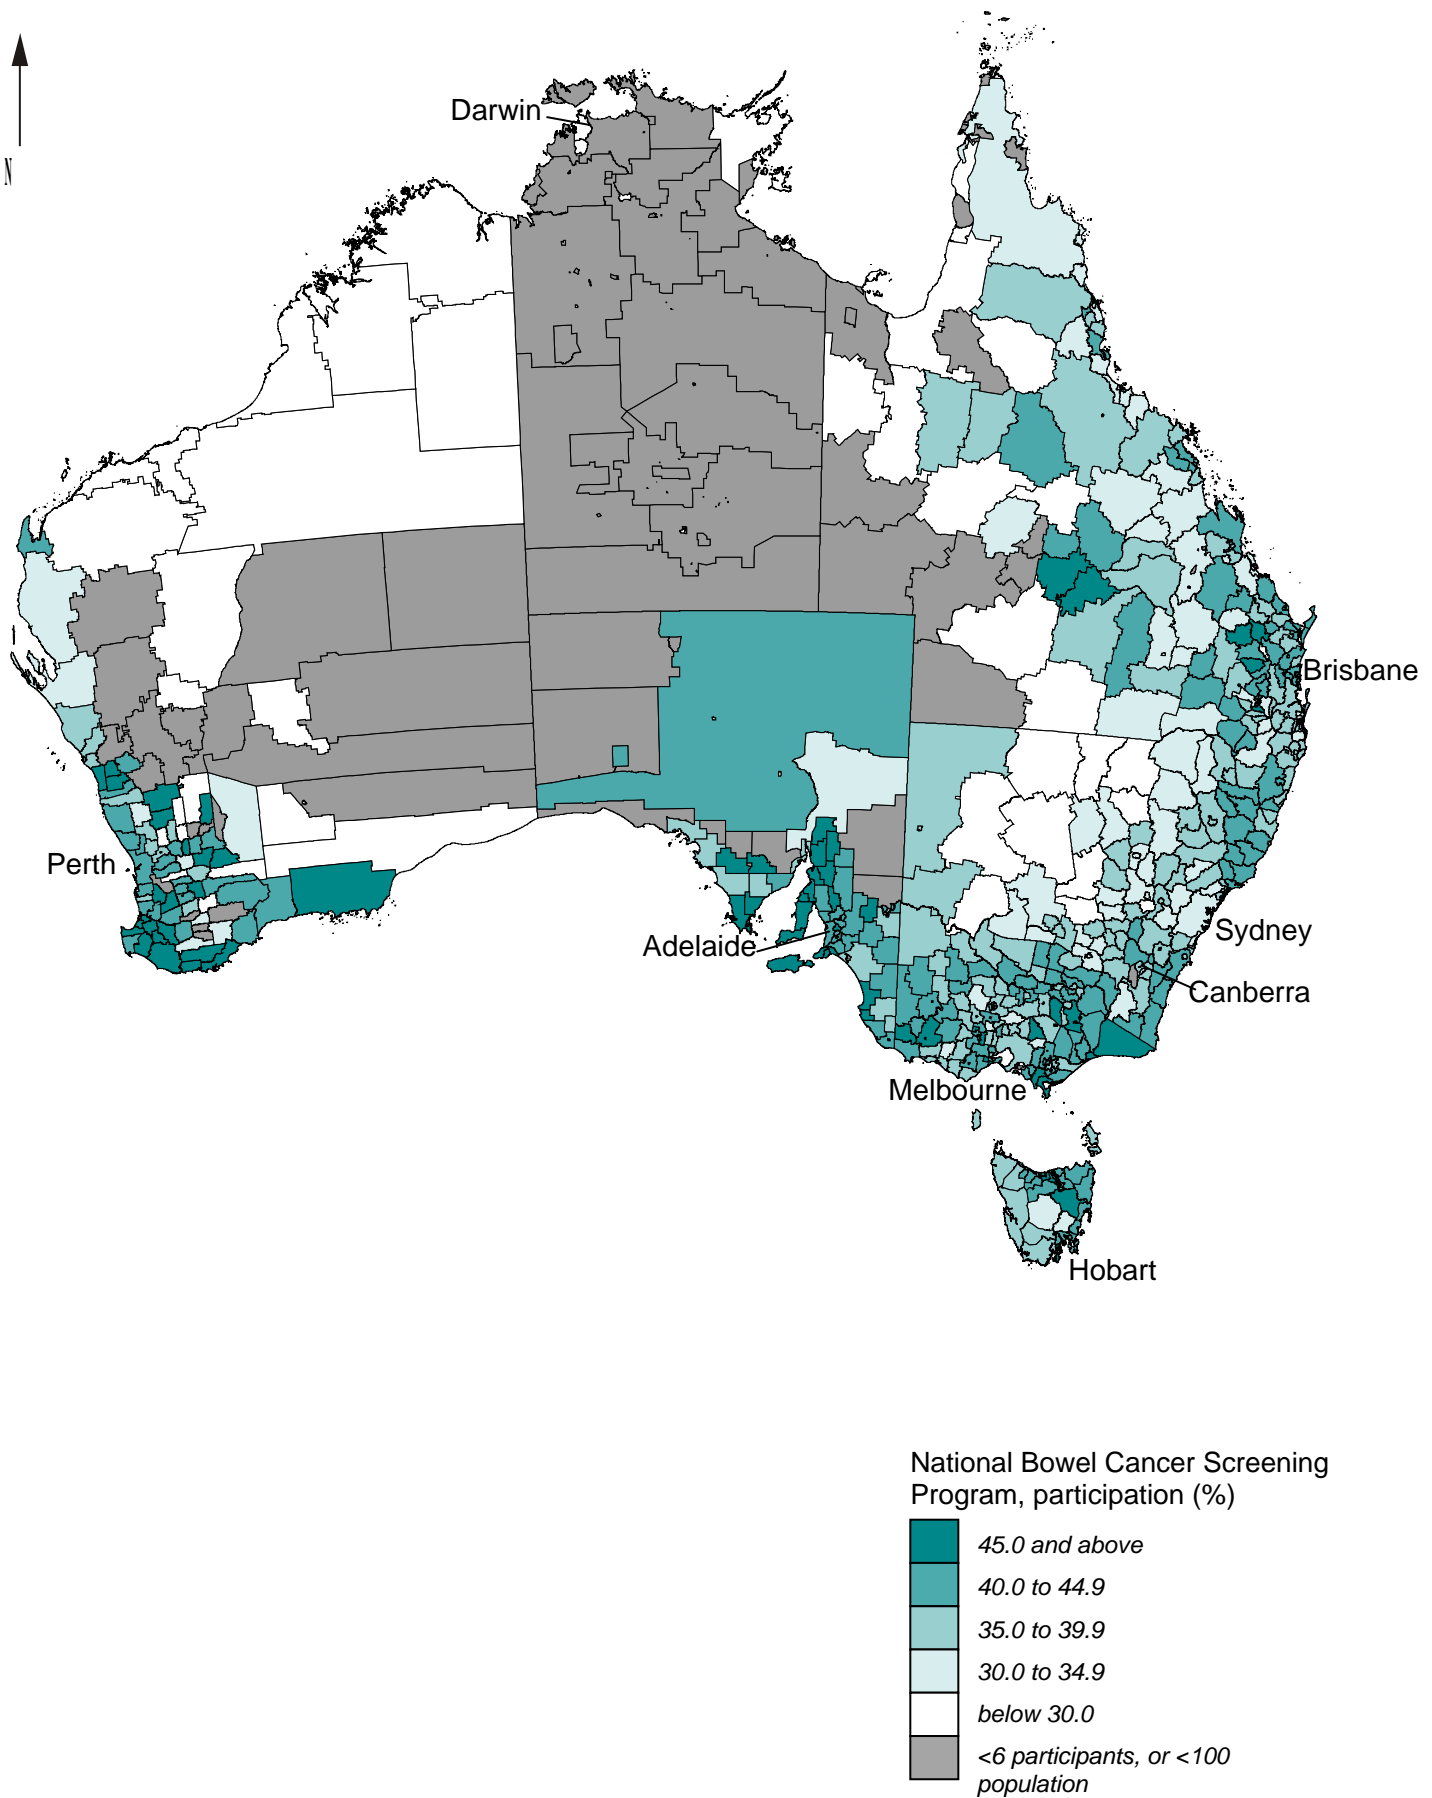 N
Darwin
Brisbane
Perth
Adelaide
Sydney
Canberra
Melbourne
Hobart
National Bowel Cancer Screening
Program, participation (%)
45.0 and above
40.0 to 44.9
35.0 to 39.9
30.0 to 34.9
below 30.0
<6 participants, or <100
population